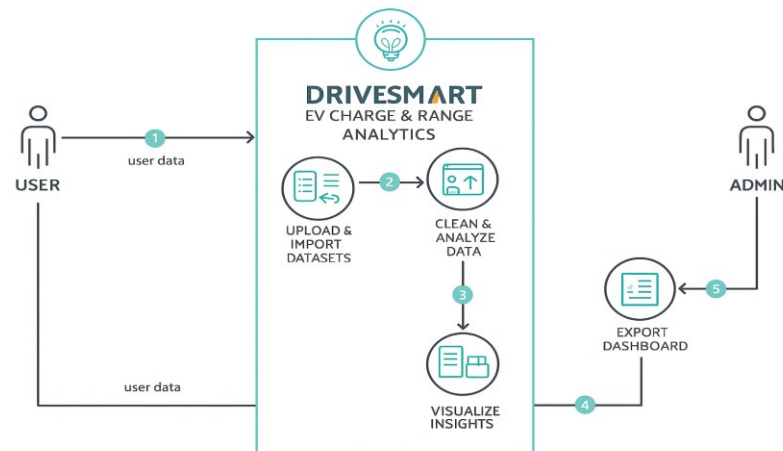 DRIVESMART
EV CHARGE & RANGE
ANALYTICS
1
user data
USER
ADMIN
2
UPLOAD &
IMPORT
DATASETS
CLEAN &
ANALYZE
DATA
3
5
EXPORT
DASHBOARD
user data
4
VISUALIZE
INSIGHTS